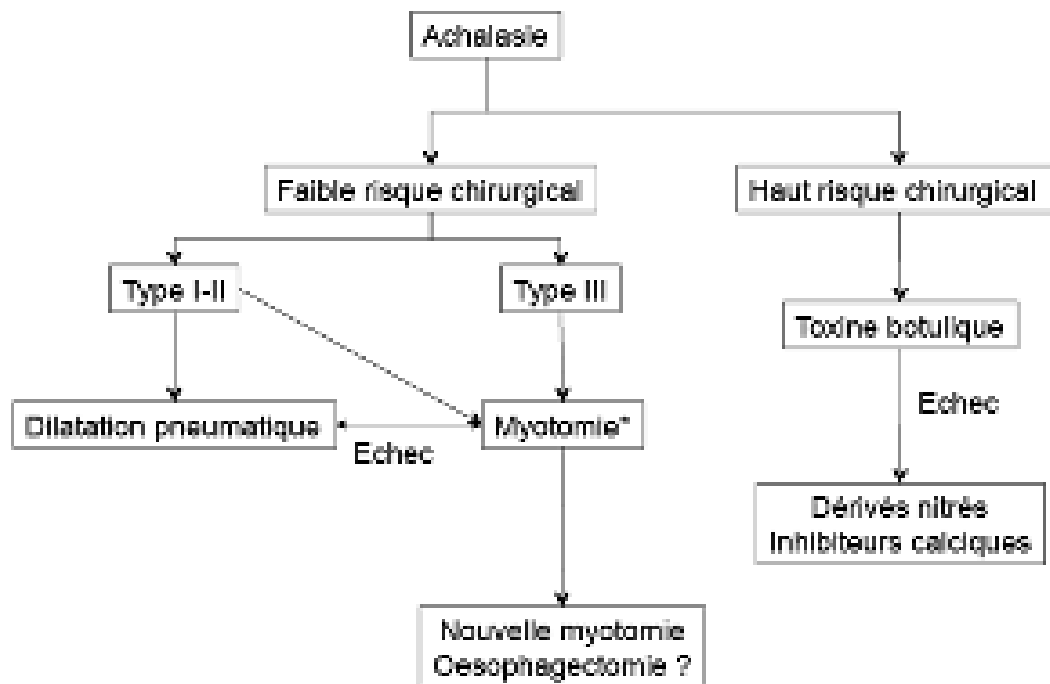 Achalasie
Faible risque chirurgical
Haut risque chirurgical
Type I-II
Type III
Toxine botulique
Dilatation pneumatique
Echec
Myotomie*
Echec
Dérivés nitrés
Inhibiteurs calciques
Nouvelle myotomie
Oesophagectomie ?